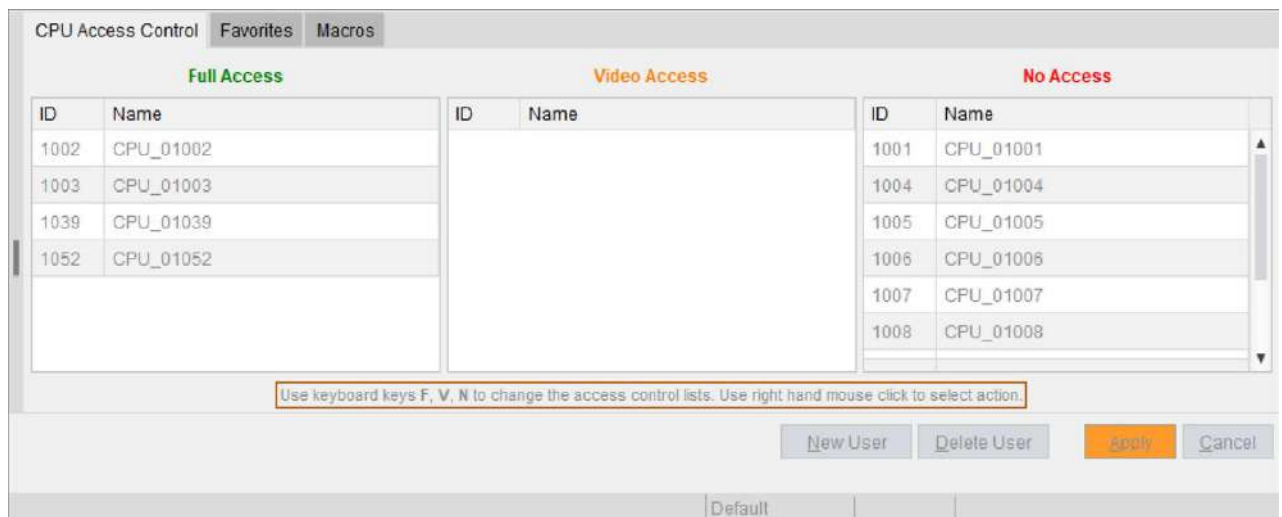 CPU Access Control Favorites Macros
Full Access Video Access No Access
ID Name ID Name ID Name
1002 CPU_01002 1001 CPU_01001
1003 CPU_01003 1004 CPU_01004
1039 CPU_01039 1005 CPU_01005
1052 CPU_01052 1006 CPU_01006
1007 CPU_01007
1008 CPU_01008
Use keyboard keys F, V, N to change the access control lists. Use right hand mouse click to select action.
New User Delete User Apply Cancel
Default